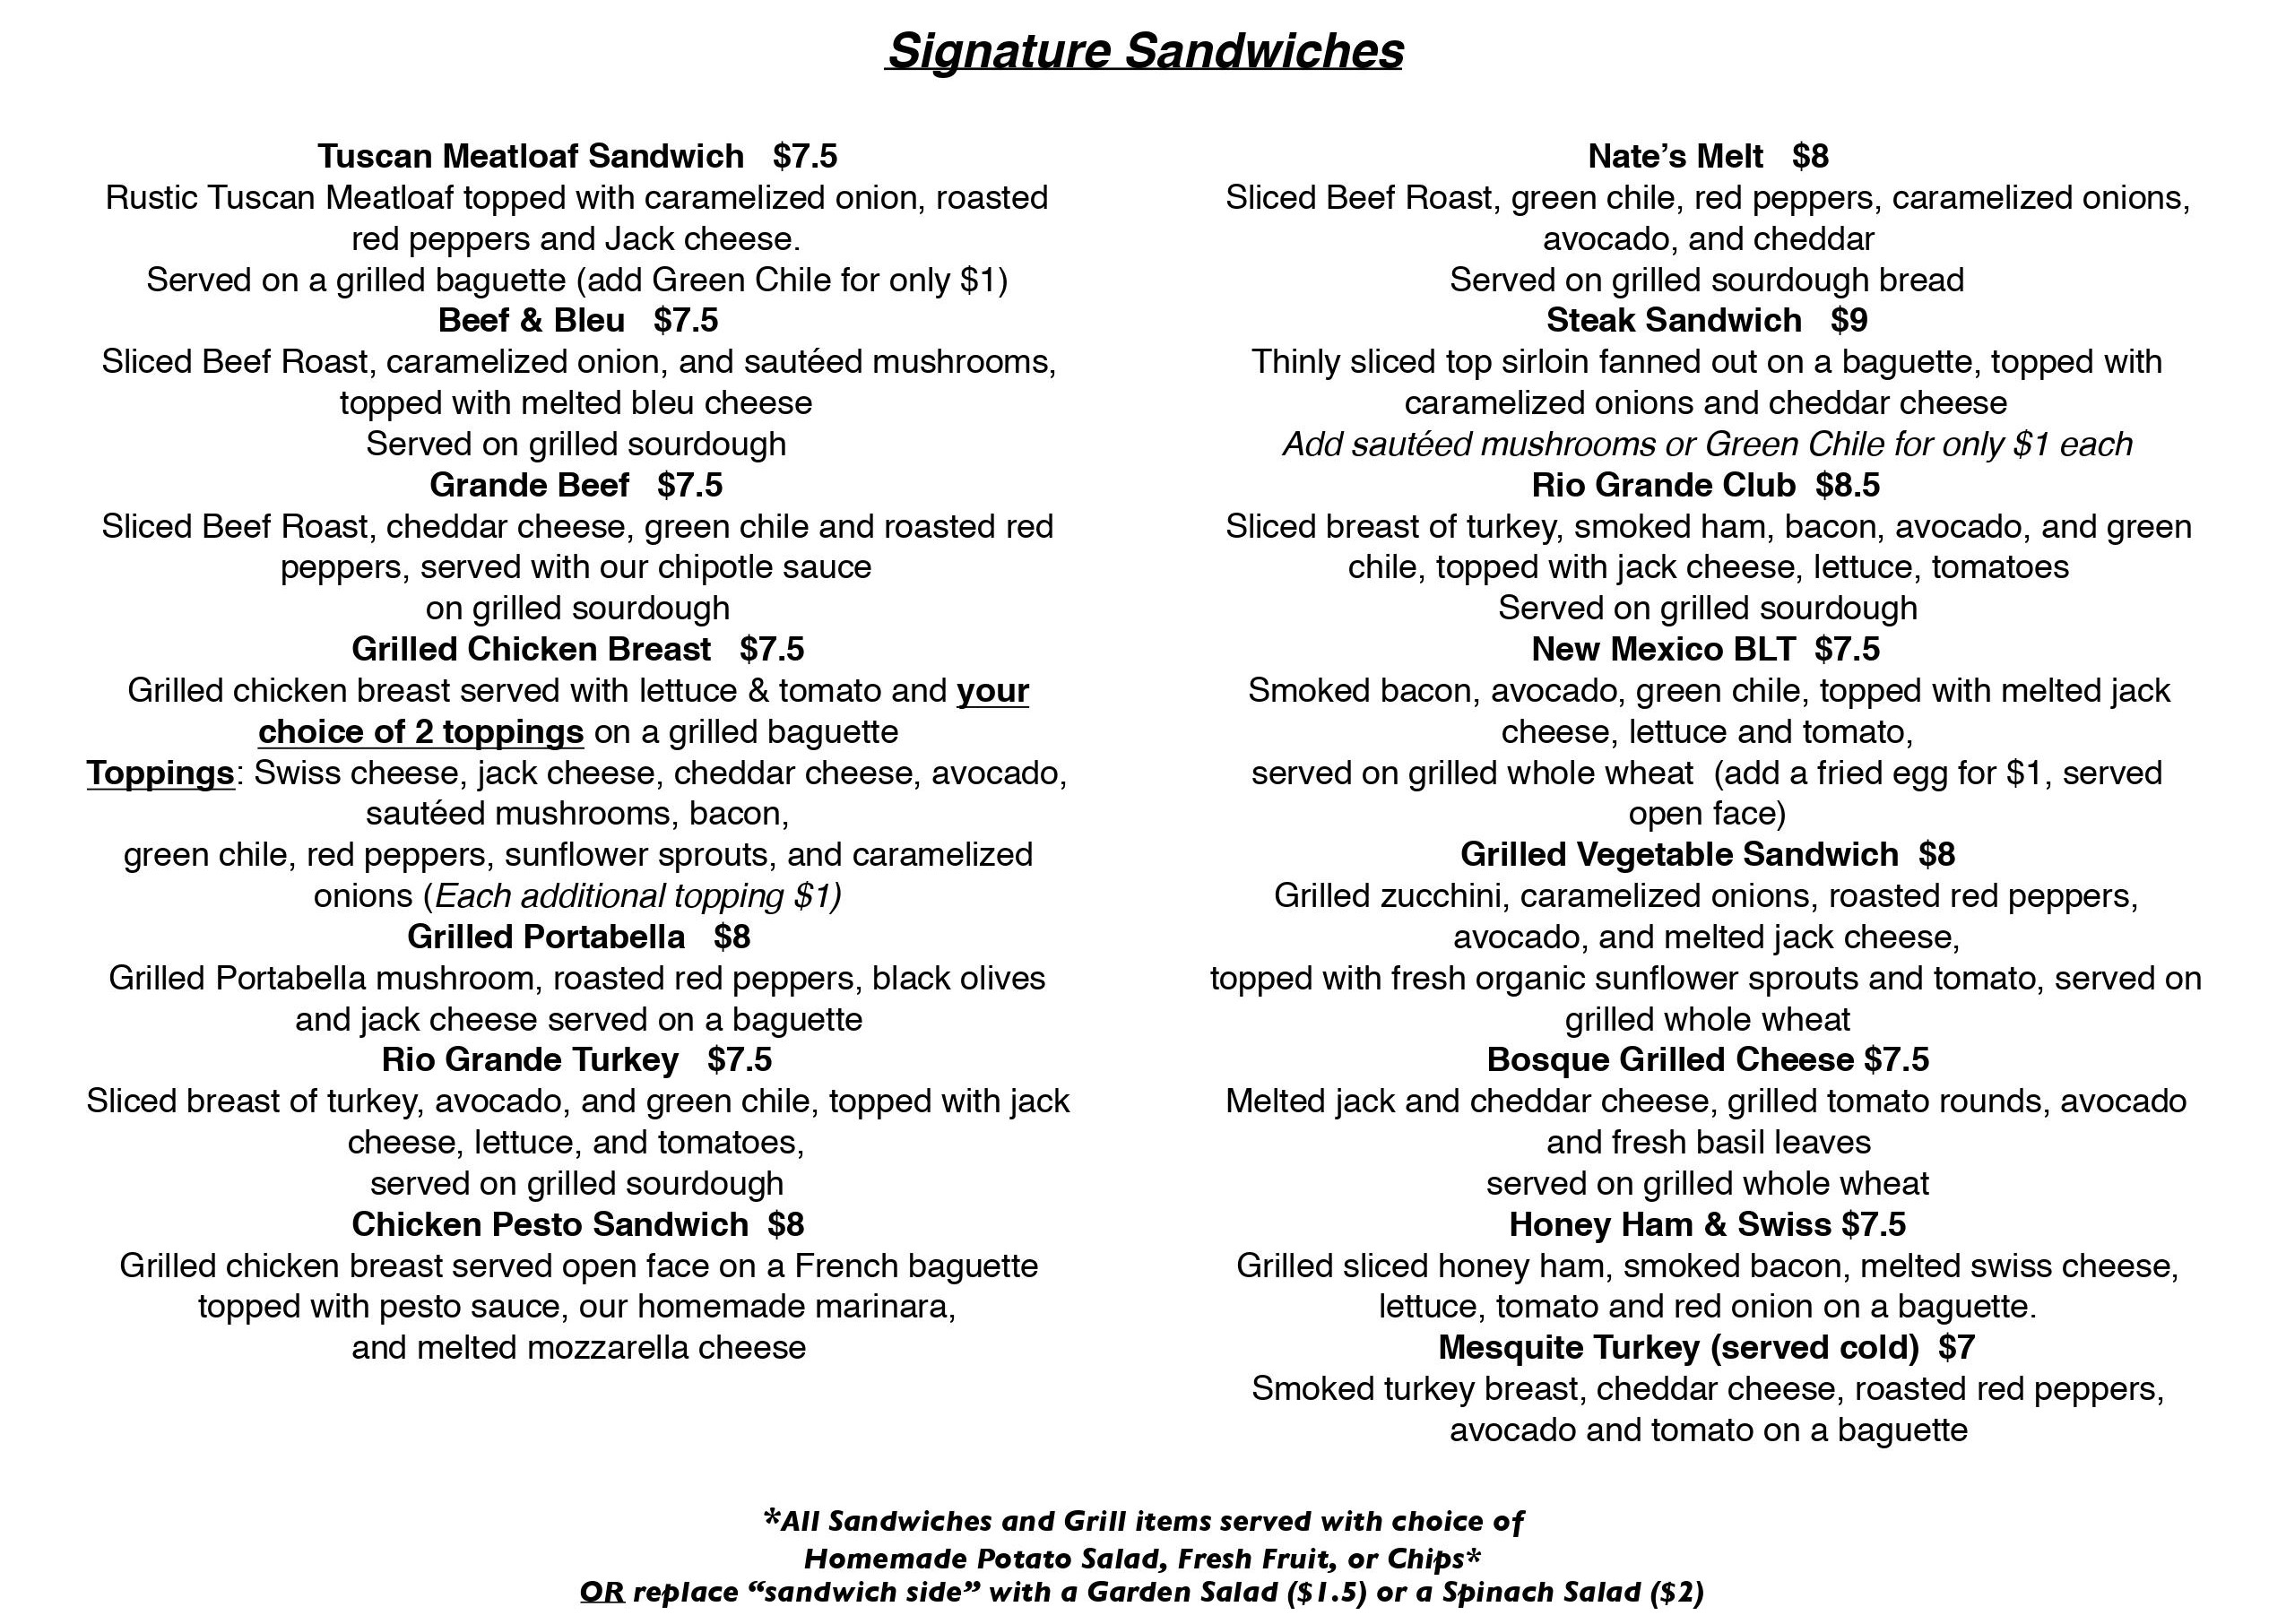 Signature Sandwiches
Tuscan Meatloaf Sandwich $7.5
Rustic Tuscan Meatloaf topped with caramelized onion, roasted
red peppers and Jack cheese.
Served on a grilled baguette (add Green Chile for only $1)
Beef & Bleu $7.5
Sliced Beef Roast, caramelized onion, and sautéed mushrooms,
topped with melted bleu cheese
Served on grilled sourdough
Grande Beef $7.5
Sliced Beef Roast, cheddar cheese, green chile and roasted red
peppers, served with our chipotle sauce
on grilled sourdough
Grilled Chicken Breast $7.5
Grilled chicken breast served with lettuce & tomato and your
choice of 2 toppings on a grilled baguette
Toppings: Swiss cheese, jack cheese, cheddar cheese, avocado,
sautéed mushrooms, bacon,
green chile, red peppers, sunflower sprouts, and caramelized
onions (Each additional topping $1)
Grilled Portabella $8
Grilled Portabella mushroom, roasted red peppers, black olives
and jack cheese served on a baguette
Rio Grande Turkey $7.5
Sliced breast of turkey, avocado, and green chile, topped with jack
cheese, lettuce, and tomatoes,
served on grilled sourdough
Chicken Pesto Sandwich $8
Grilled chicken breast served open face on a French baguette
topped with pesto sauce, our homemade marinara,
and melted mozzarella cheese
Nate’s Melt $8
Sliced Beef Roast, green chile, red peppers, caramelized onions,
avocado, and cheddar
Served on grilled sourdough bread
Steak Sandwich $9
Thinly sliced top sirloin fanned out on a baguette, topped with
caramelized onions and cheddar cheese
Add sautéed mushrooms or Green Chile for only $1 each
Rio Grande Club $8.5
Sliced breast of turkey, smoked ham, bacon, avocado, and green
chile, topped with jack cheese, lettuce, tomatoes
Served on grilled sourdough
New Mexico BLT $7.5
Smoked bacon, avocado, green chile, topped with melted jack
cheese, lettuce and tomato,
served on grilled whole wheat (add a fried egg for $1, served
open face)
Grilled Vegetable Sandwich $8
Grilled zucchini, caramelized onions, roasted red peppers,
avocado, and melted jack cheese,
topped with fresh organic sunflower sprouts and tomato, served on
grilled whole wheat
Bosque Grilled Cheese $7.5
Melted jack and cheddar cheese, grilled tomato rounds, avocado
and fresh basil leaves
served on grilled whole wheat
Honey Ham & Swiss $7.5
Grilled sliced honey ham, smoked bacon, melted swiss cheese,
lettuce, tomato and red onion on a baguette.
Mesquite Turkey (served cold) $7
Smoked turkey breast, cheddar cheese, roasted red peppers,
avocado and tomato on a baguette
*All Sandwiches and Grill items served with choice of
Homemade Potato Salad, Fresh Fruit, or Chips*
OR replace “sandwich side” with a Garden Salad ($1.5) or a Spinach Salad ($2)